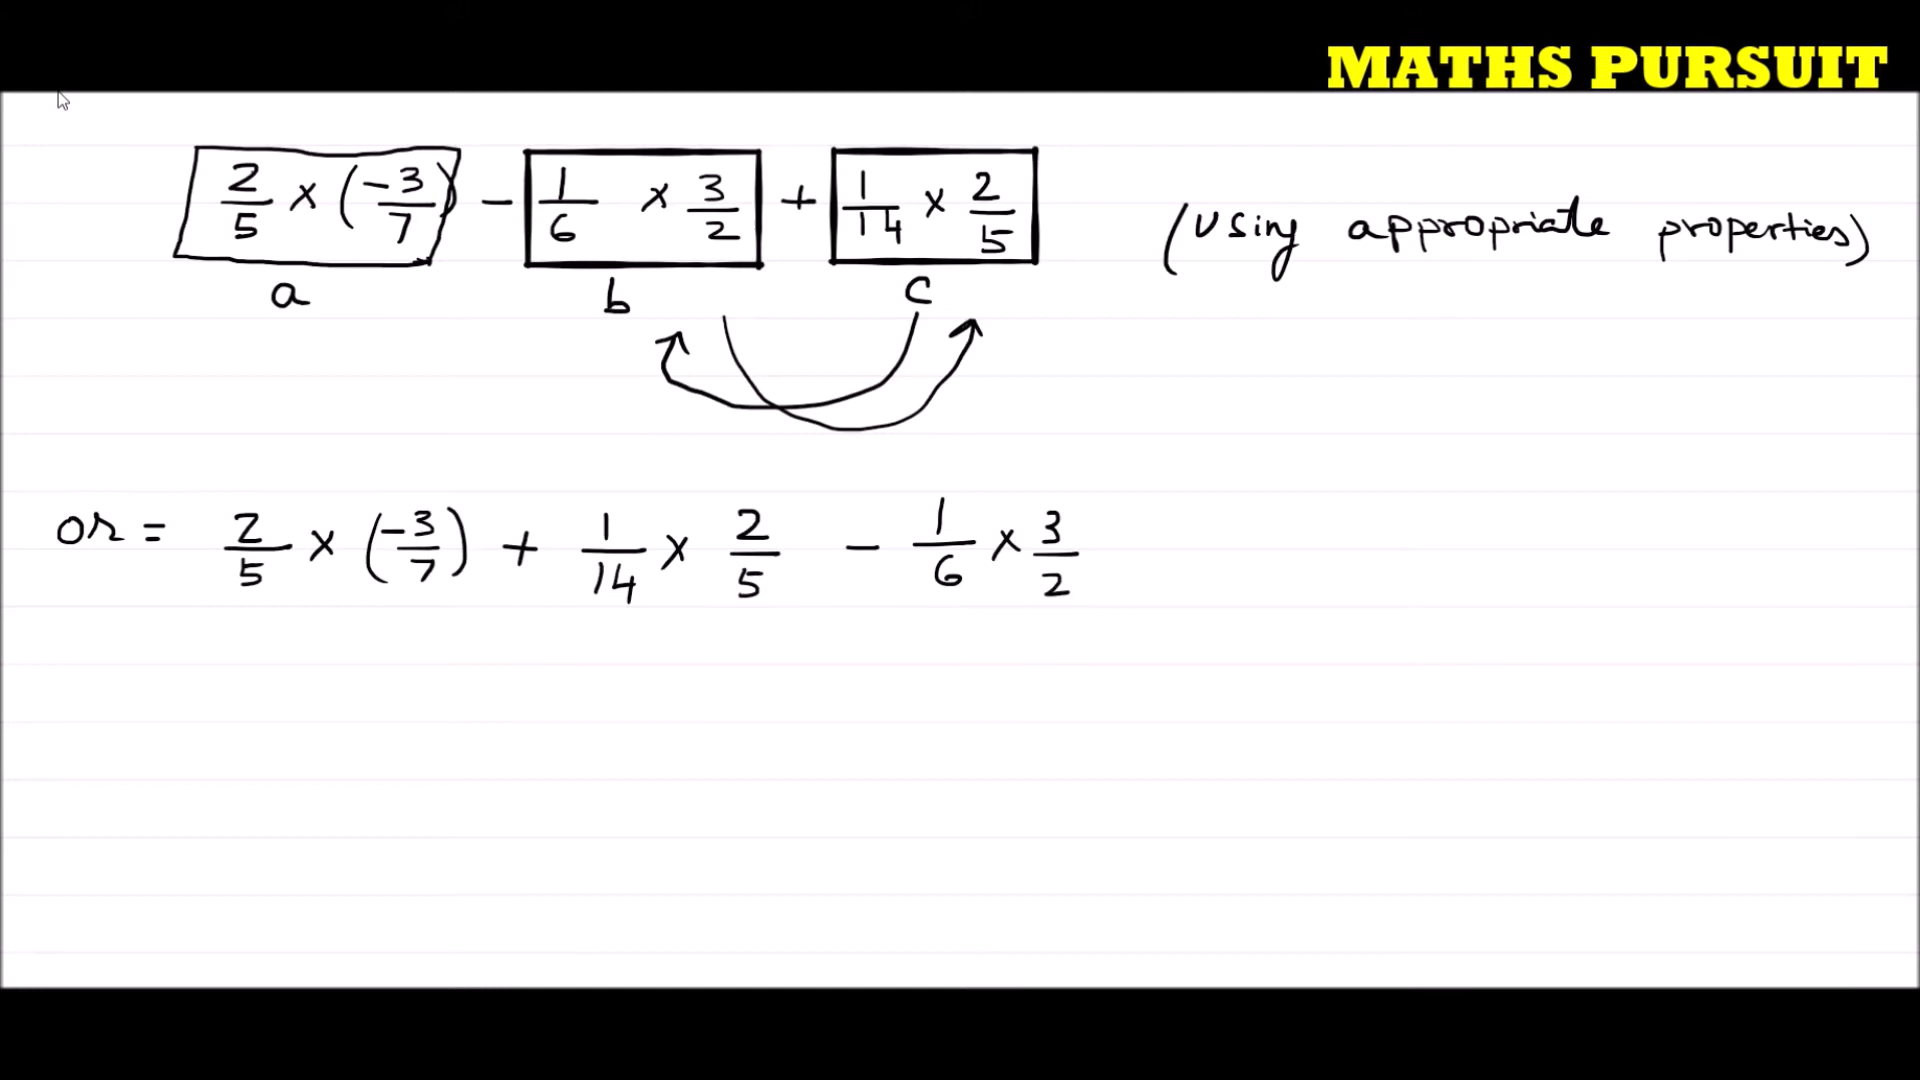 MATHS PURSUIT
2/5 × (-3/7) - 1/6 × 3/2 + 1/14 × 2/5 (Using appropriate properties)
a b c
or = 2/5 × (-3/7) + 1/14 × 2/5 - 1/6 × 3/2